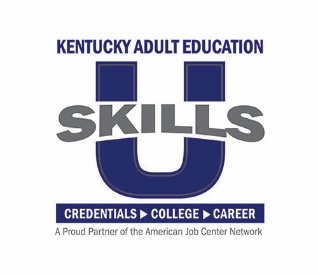 KENTUCKY ADULT EDUCATION
SKILLS
U
CREDENTIALS ▶ COLLEGE ▶ CAREER
A Proud Partner of the American Job Center Network